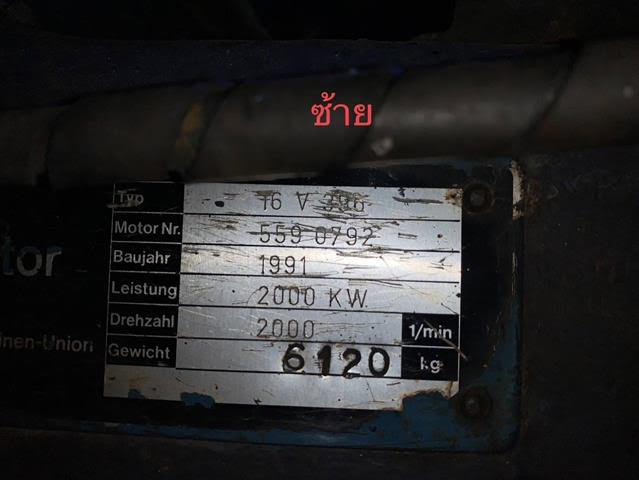 ซ้าย
Typ 16 V
Motor Nr. 559 0792
Baujahr 1991
tor
Leistung 2000 KW
Drehzahl 2000 1/min
inen-Union
Gewicht 6120 kg